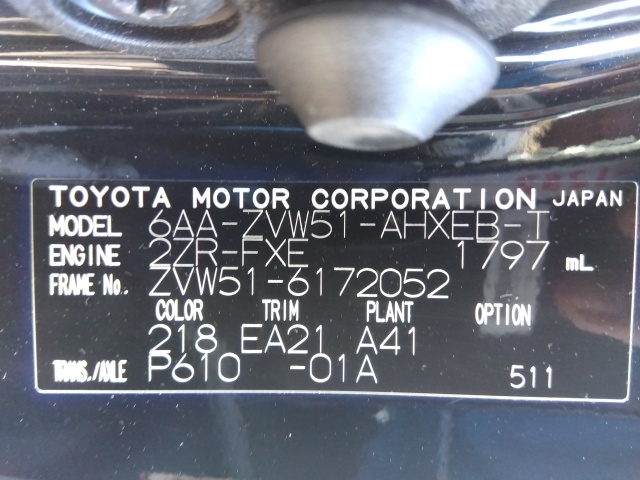 TOYOTA MOTOR CORPORATION JAPAN
MODEL 6AA-ZVW51-AHXEB-T
ENGINE 2ZR-FXE 1797 mL
FRAME No. ZVW51-6172052
COLOR TRIM PLANT OPTION
218 EA21 A41
TRANS./AXLE P610 -01A 511